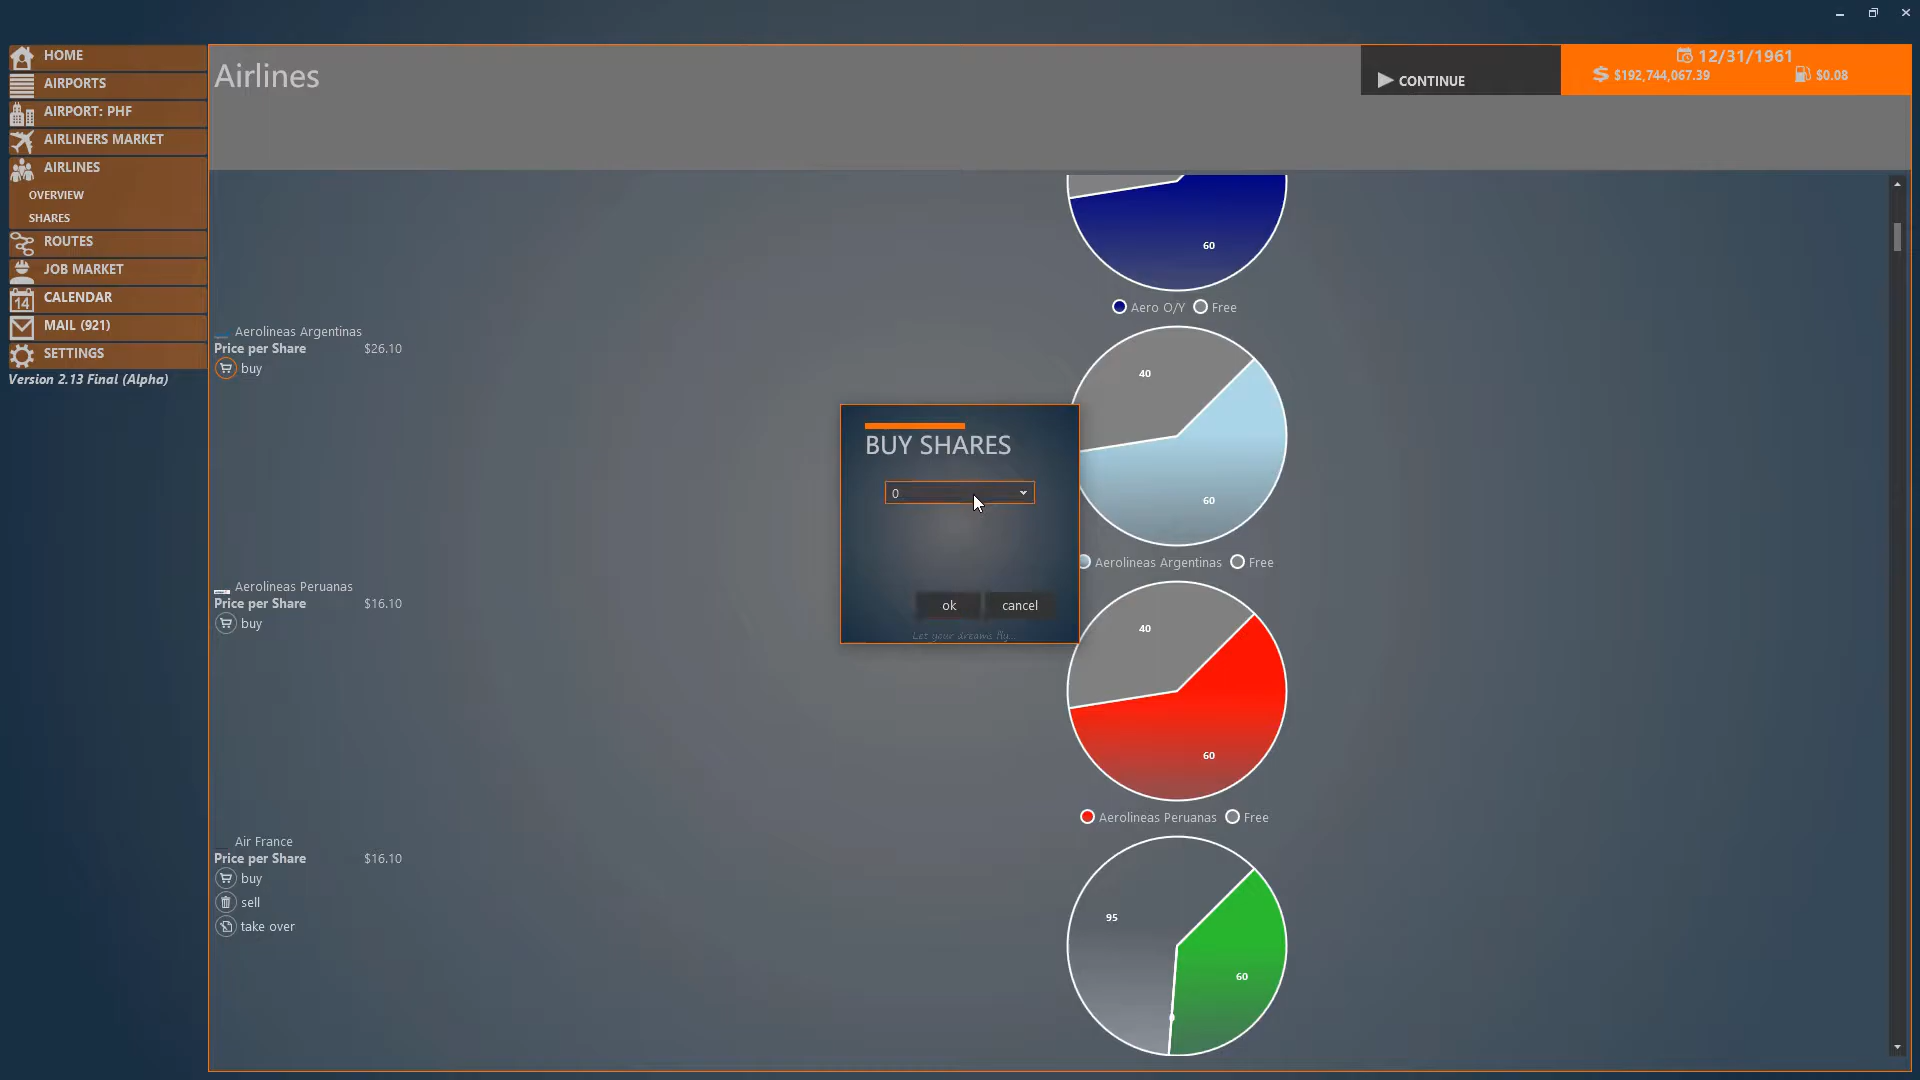 HOME
AIRPORTS
AIRPORT: PHF
AIRLINERS MARKET
AIRLINES
OVERVIEW
SHARES
ROUTES
JOB MARKET
14 CALENDAR
MAIL (921)
SETTINGS
Version 2.13 Final (Alpha)
Airlines
CONTINUE
12/31/1961
$192,744,067.39 $0.08
60
Aero O/Y Free
Aerolineas Argentinas
Price per Share $26.10
buy
40
60
Aerolineas Argentinas Free
BUY SHARES
0
ok cancel
Let your dreams fly...
Aerolineas Peruanas
Price per Share $16.10
buy
40
60
Aerolineas Peruanas Free
Air France
Price per Share $16.10
buy
sell
take over
95
60